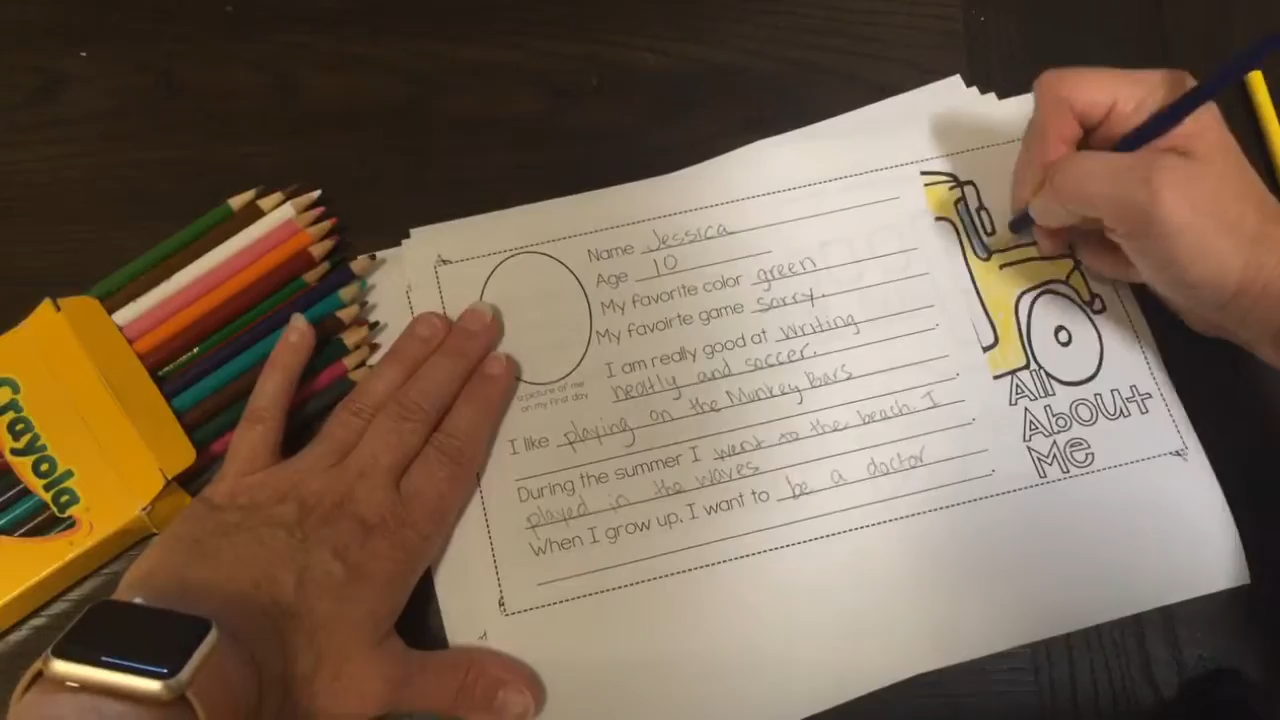 Crayola
Name Jessica
Age 10
My favorite color green
My favoirte game sorry.
I am really good at writing
neatly and soccer.
a picture of me
on my first day
I like playing on the Monkey Bars
During the summer I went to the beach. I
played in the waves
When I grow up, I want to be a doctor
All
About
Me